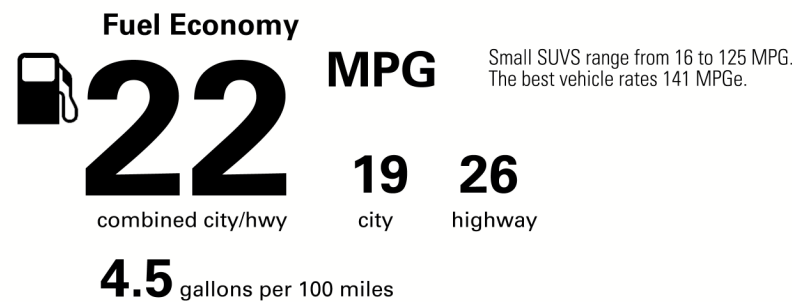 Fuel Economy
22
MPG
Small SUVS range from 16 to 125 MPG.
The best vehicle rates 141 MPGe.
19
26
combined city/hwy
city
highway
4.5 gallons per 100 miles